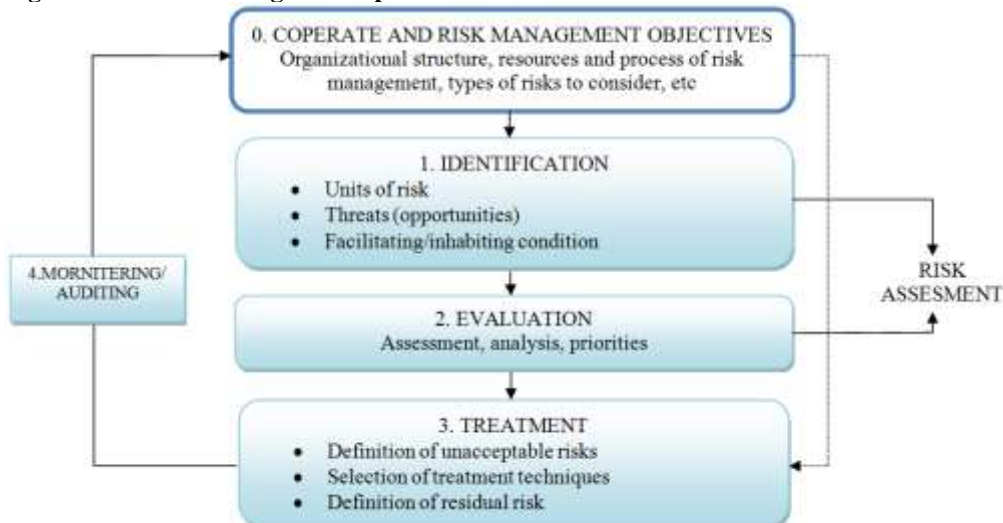 0. COPERATE AND RISK MANAGEMENT OBJECTIVES
Organizational structure, resources and process of risk
management, types of risks to consider, etc
1. IDENTIFICATION
● Units of risk
● Threats (opportunities)
● Facilitating/inhabiting condition
4.MORNITERING/
AUDITING
RISK
ASSESMENT
2. EVALUATION
Assessment, analysis, priorities
3. TREATMENT
● Definition of unacceptable risks
● Selection of treatment techniques
● Definition of residual risk